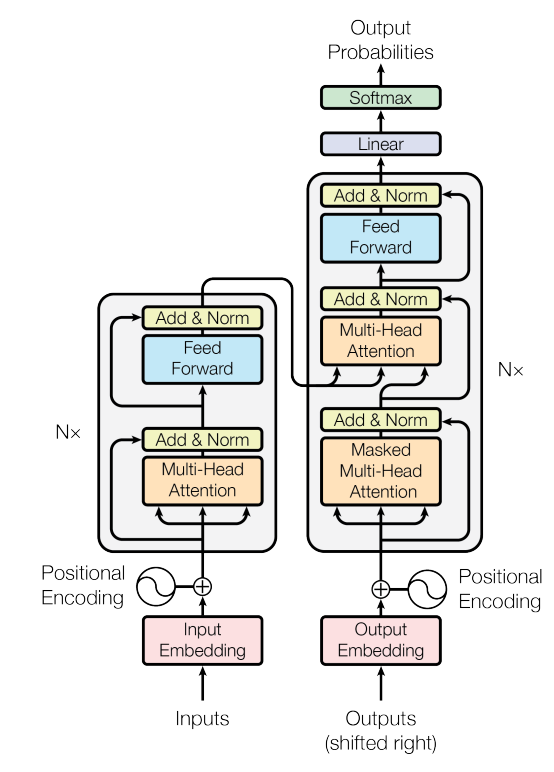 Output
Probabilities
Softmax
Linear
Add & Norm
Feed
Forward
Add & Norm
Multi-Head
Attention
Add & Norm
Masked
Multi-Head
Attention
N×
Add & Norm
Feed
Forward
Add & Norm
Multi-Head
Attention
N×
Positional
Encoding
Positional
Encoding
Input
Embedding
Output
Embedding
Inputs
Outputs
(shifted right)